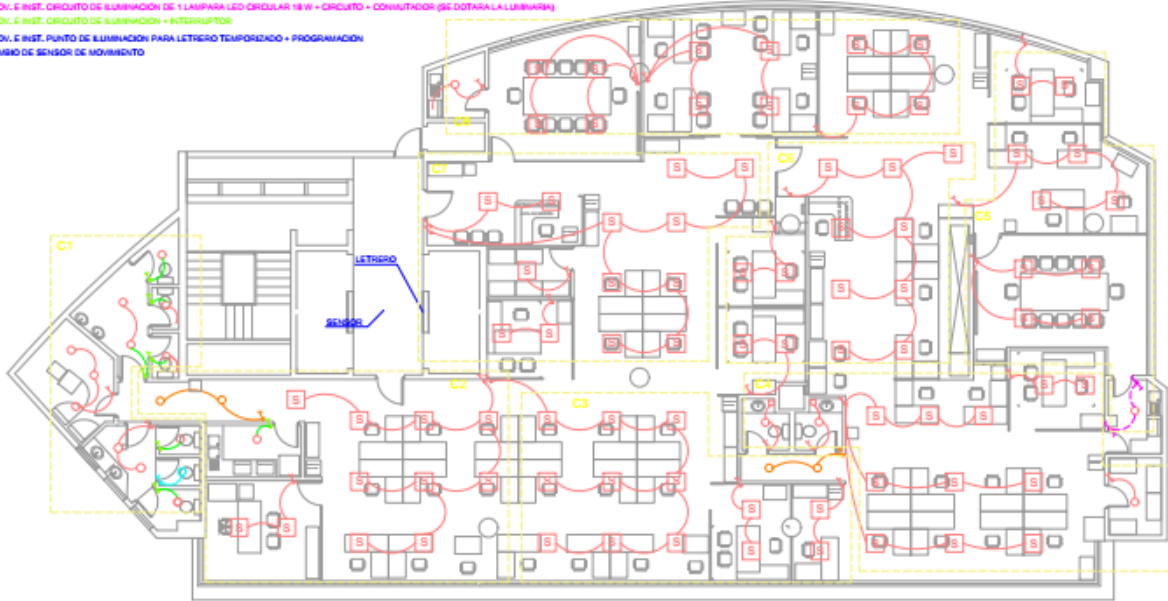 OV. E INST. CIRCUITO DE ILUMINACION DE 1 LAMPARA LED CIRCULAR 18 W + CIRCUITO + CONMUTADOR (SE DOTARA LA LUMINARIA)
OV. E INST. CIRCUITO DE ILUMINACION + INTERRUPTOR
OV. E INST. PUNTO DE ILUMINACION PARA LETRERO TEMPORIZADO + PROGRAMACION
MBIO DE SENSOR DE MOVIMIENTO
C8
C7
C6
C5
C1
LETRERO
SENSOR
C2
C4
C3